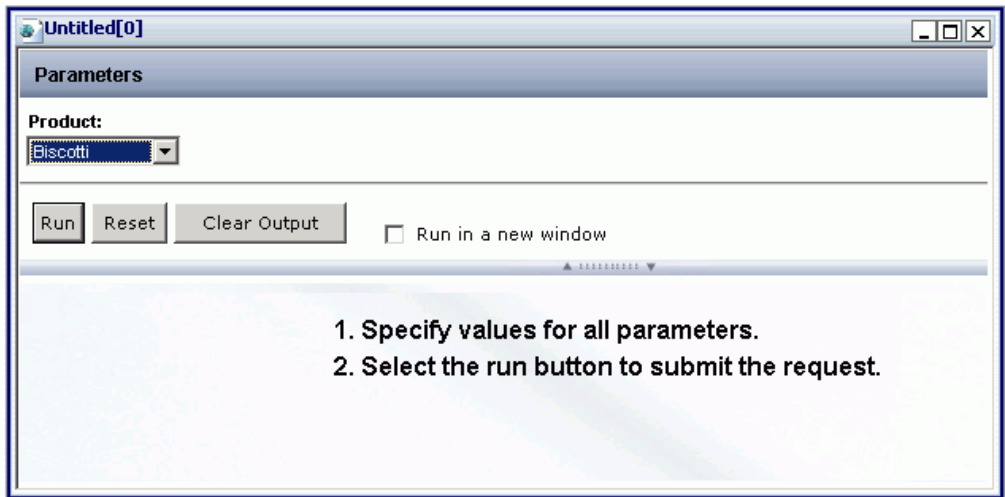 Untitled[0]
Parameters
Product:
Biscotti
Run Reset Clear Output Run in a new window
1. Specify values for all parameters.
2. Select the run button to submit the request.